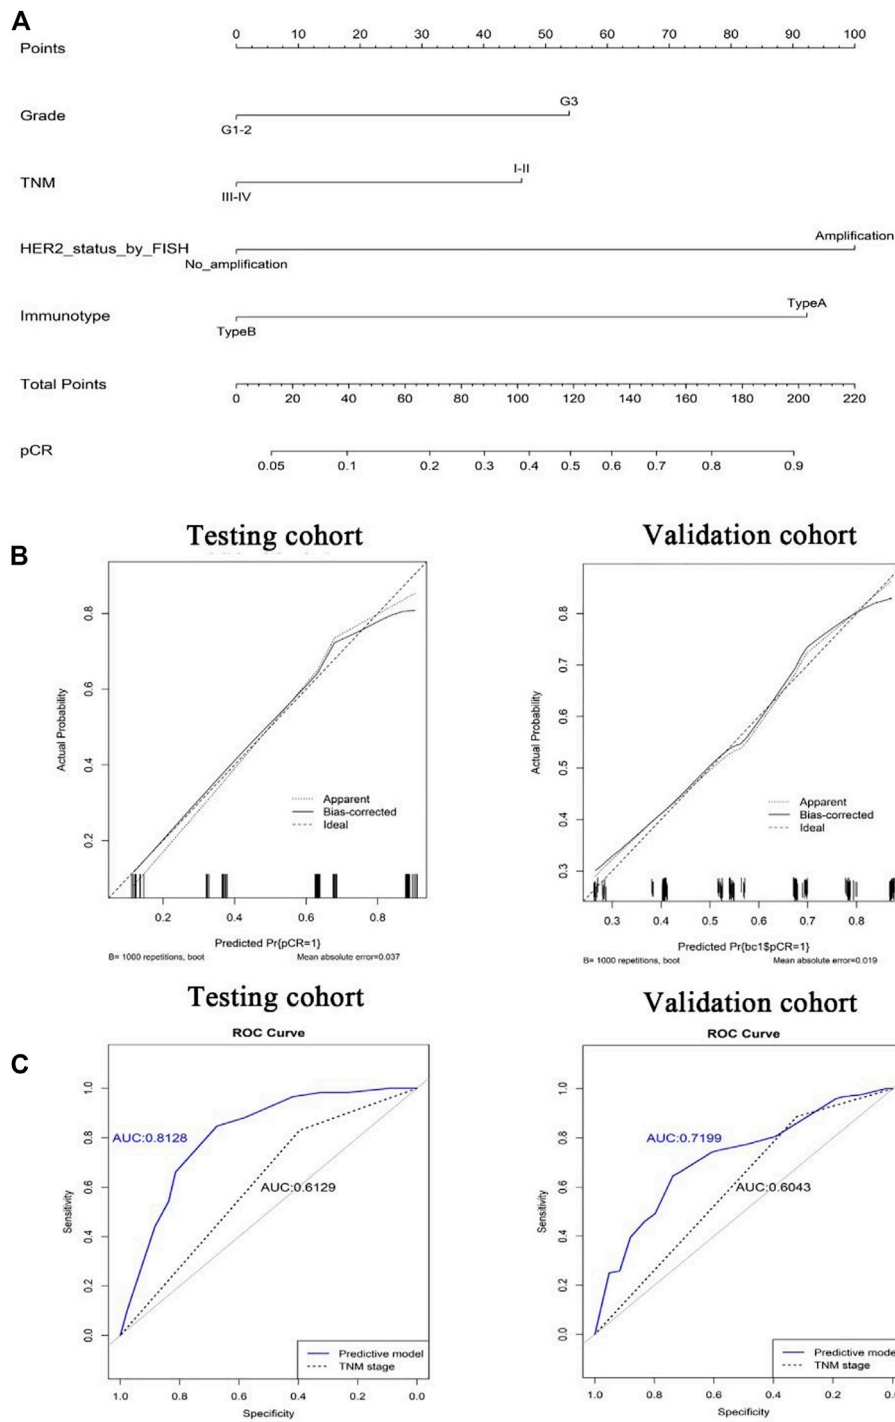 A
Points
0 10 20 30 40 50 60 70 80 90 100
Grade
G1-2
G3
TNM
III-IV
I-II
HER2_status_by_FISH
No_amplification
Amplification
Immunotype
TypeB
TypeA
Total Points
0 20 40 60 80 100 120 140 160 180 200 220
pCR
0.05 0.1 0.2 0.3 0.4 0.5 0.6 0.7 0.8 0.9
B
Testing cohort
Actual Probability
0.8
0.6
0.4
0.2
Apparent
Bias-corrected
Ideal
0.2 0.4 0.6 0.8
Predicted Pr{pCR=1}
B= 1000 repetitions, boot
Mean absolute error=0.037
Validation cohort
Actual Probability
0.8
0.7
0.6
0.5
0.4
0.3
Apparent
Bias-corrected
Ideal
0.3 0.4 0.5 0.6 0.7 0.8
Predicted Pr{bc1$pCR=1}
B= 1000 repetitions, boot
Mean absolute error=0.019
C
Testing cohort
ROC Curve
Sensitivity
1.0
0.8
0.6
0.4
0.2
0.0
AUC:0.8128
AUC:0.6129
Predictive model
TNM stage
1.0 0.8 0.6 0.4 0.2 0.0
Specificity
Validation cohort
ROC Curve
Sensitivity
1.0
0.8
0.6
0.4
0.2
0.0
AUC:0.7199
AUC:0.6043
Predictive model
TNM stage
1.0 0.8 0.6 0.4 0.2 0.0
Specificity